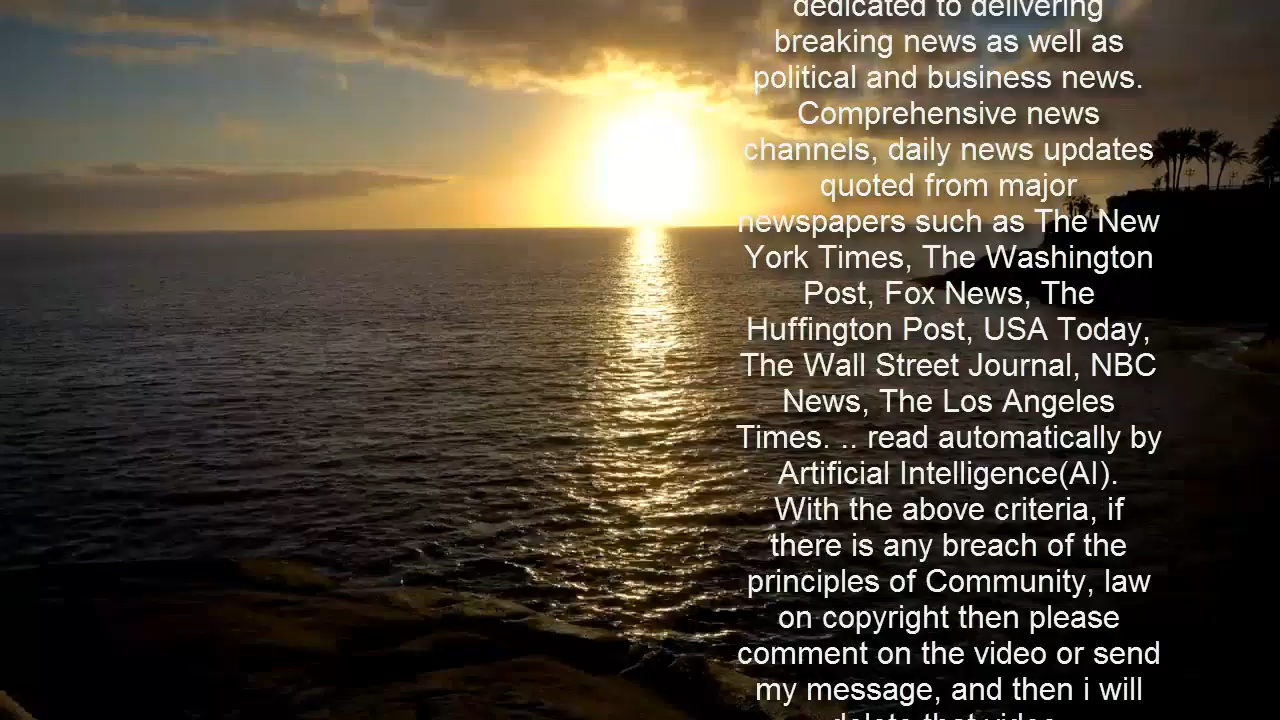 dedicated to delivering
breaking news as well as
political and business news.
Comprehensive news
channels, daily news updates
quoted from major
newspapers such as The New
York Times, The Washington
Post, Fox News, The
Huffington Post, USA Today,
The Wall Street Journal, NBC
News, The Los Angeles
Times. .. read automatically by
Artificial Intelligence(AI).
With the above criteria, if
there is any breach of the
principles of Community, law
on copyright then please
comment on the video or send
my message, and then i will
delete that video